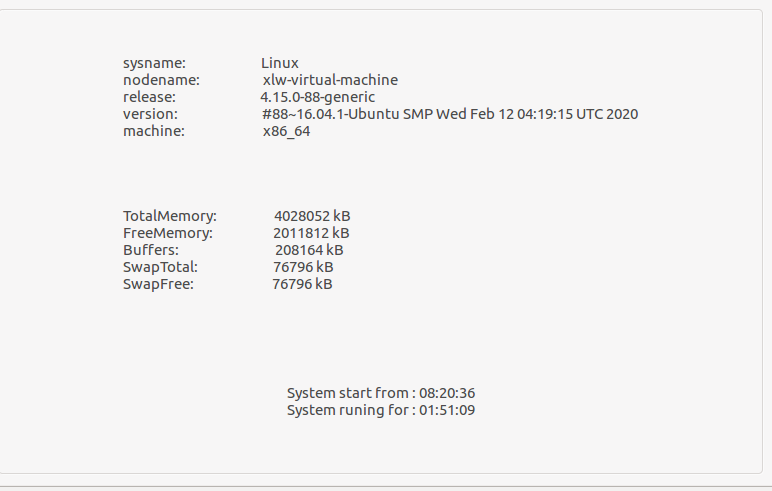 sysname: Linux
nodename: xlw-virtual-machine
release: 4.15.0-88-generic
version: #88~16.04.1-Ubuntu SMP Wed Feb 12 04:19:15 UTC 2020
machine: x86_64
TotalMemory: 4028052 kB
FreeMemory: 2011812 kB
Buffers: 208164 kB
SwapTotal: 76796 kB
SwapFree: 76796 kB
System start from : 08:20:36
System runing for : 01:51:09